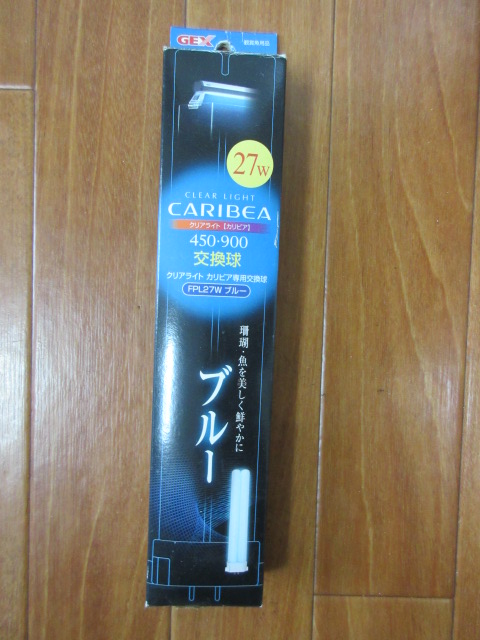 GEX
観賞魚用品
27W
CLEAR LIGHT
CARIBEA
クリアライト【カリビア】
450・900
交換球
クリアライト カリビア専用交換球
FPL27W ブルー
珊瑚・魚を美しく鮮やかに
ブルー